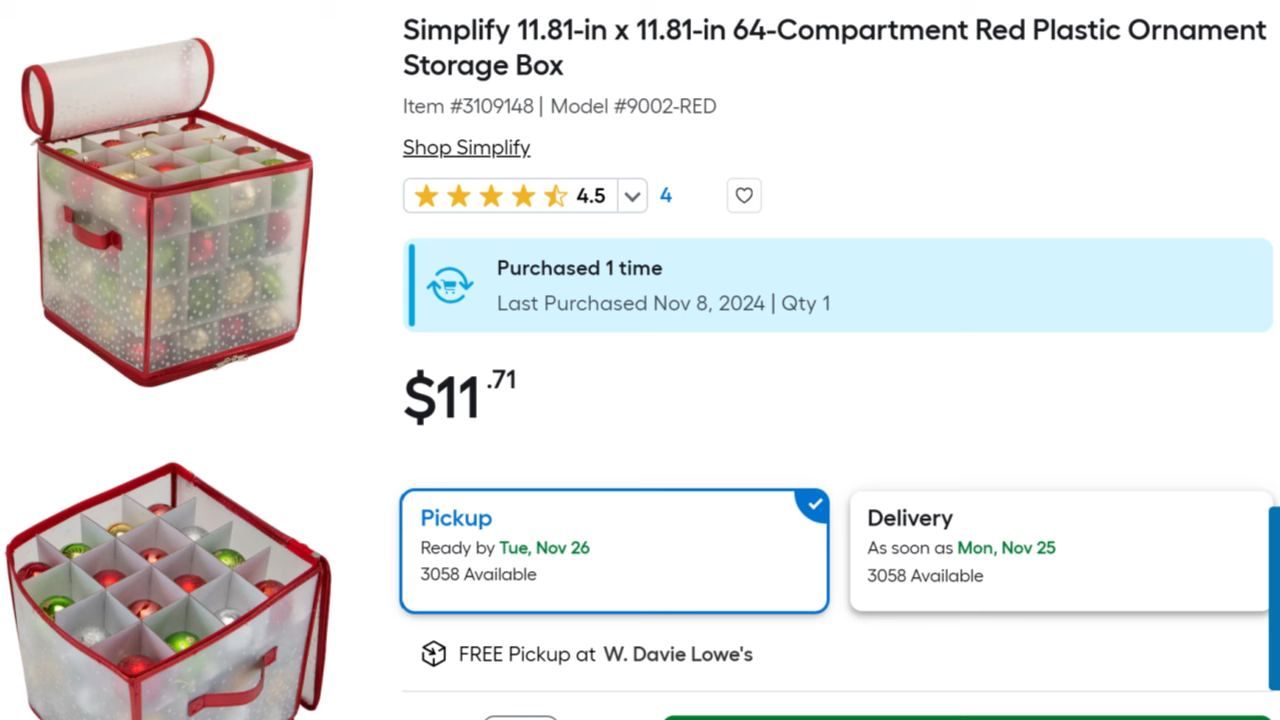 Simplify 11.81-in x 11.81-in 64-Compartment Red Plastic Ornament
Storage Box
Item #3109148 | Model #9002-RED
Shop Simplify
4.5
4
Purchased 1 time
Last Purchased Nov 8, 2024 | Qty 1
$11.71
Pickup
Ready by Tue, Nov 26
3058 Available
Delivery
As soon as Mon, Nov 25
3058 Available
FREE Pickup at W. Davie Lowe's